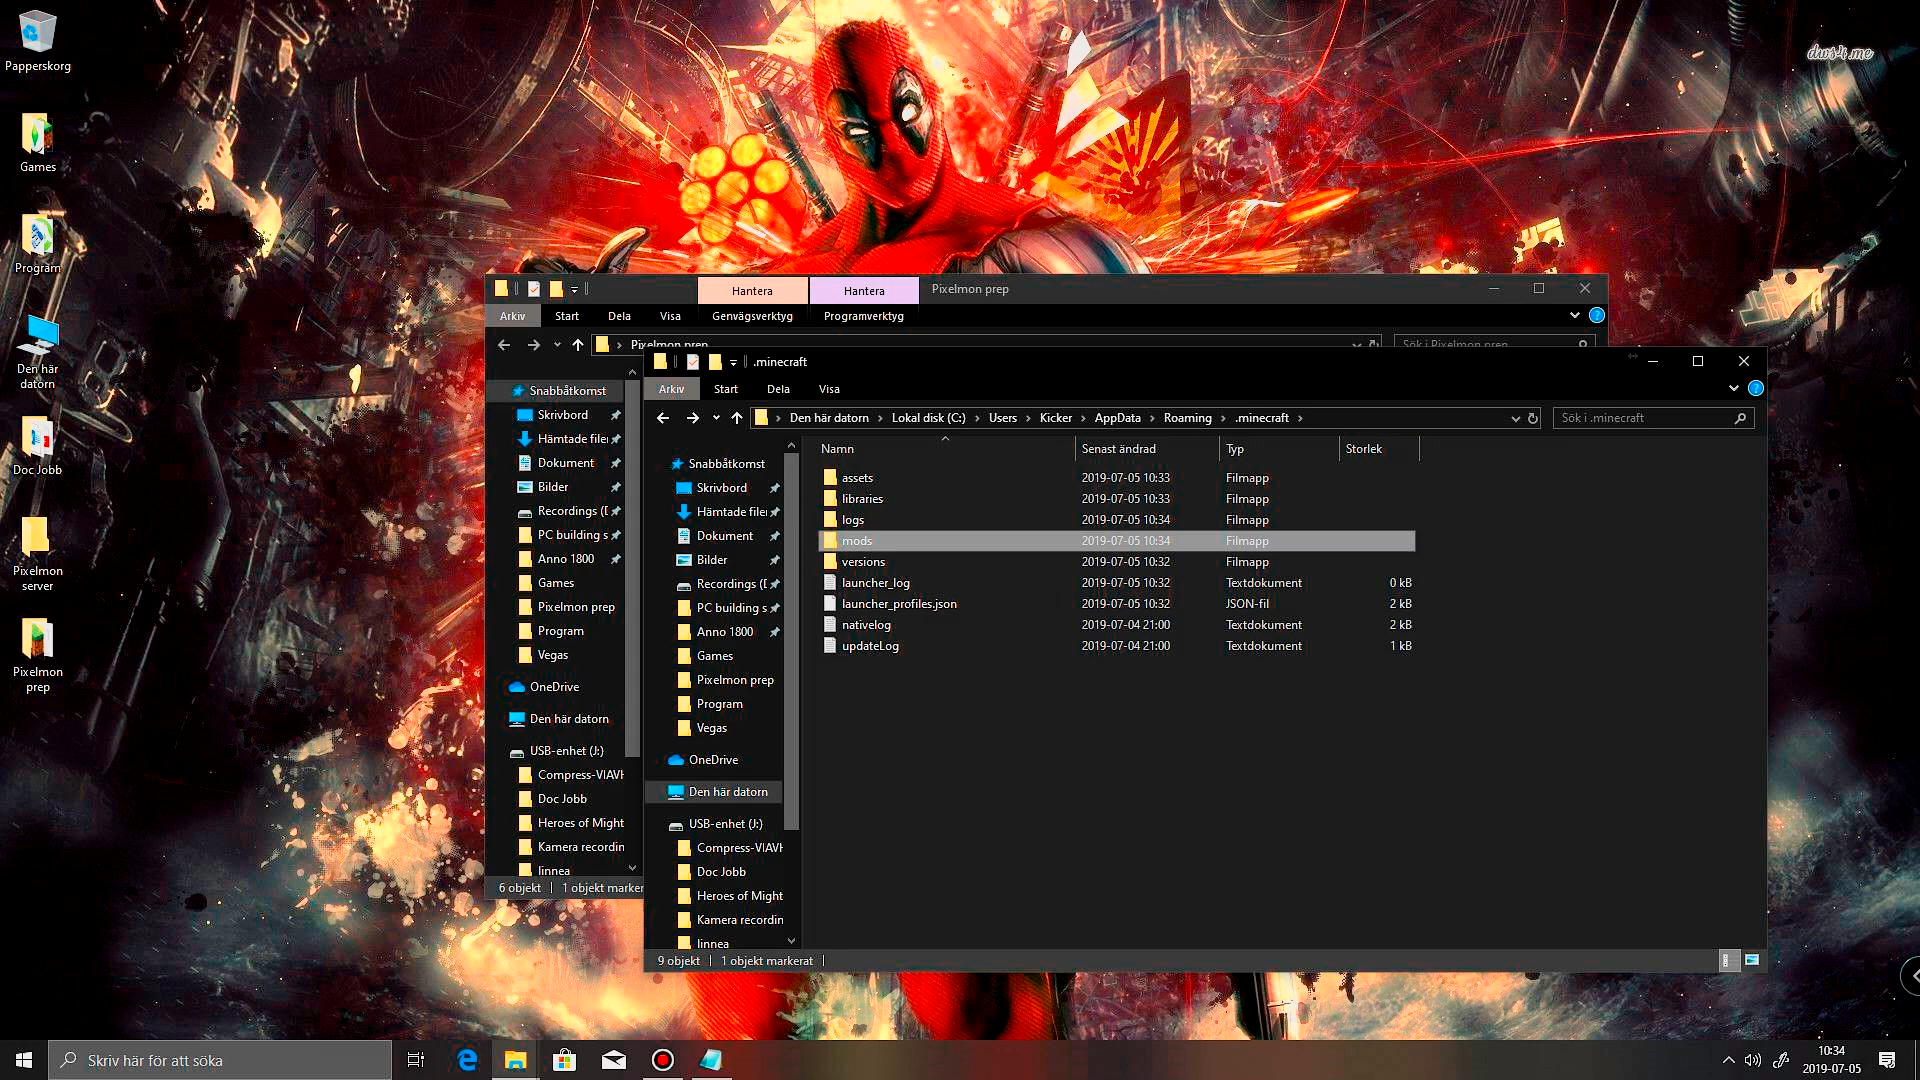 Papperskorg
Games
Program
Den här datorn
Doc Jobb
Pixelmon server
Pixelmon prep
dws4.me
Hantera
Hantera
Pixelmon prep
Arkiv
Start
Dela
Visa
Genvägsverktyg
Programverktyg
Pixelmon prep
Sök i Pixelmon prep
Snabbåtkomst
Skrivbord
Hämtade filer
Dokument
Bilder
Recordings (D
PC building s
Anno 1800
Games
Pixelmon prep
Program
Vegas
OneDrive
Den här datorn
USB-enhet (J:)
Compress-VIAVH
Doc Jobb
Heroes of Might
Kamera recordin
linnea
6 objekt
1 objekt marker
.minecraft
Arkiv
Start
Dela
Visa
Den här datorn > Lokal disk (C:) > Users > Kicker > AppData > Roaming > .minecraft >
Sök i .minecraft
Snabbåtkomst
Skrivbord
Hämtade filer
Dokument
Bilder
Recordings (D
PC building s
Anno 1800
Games
Pixelmon prep
Program
Vegas
OneDrive
Den här datorn
USB-enhet (J:)
Compress-VIAVH
Doc Jobb
Heroes of Might
Kamera recordin
linnea
Namn Senast ändrad Typ Storlek
assets 2019-07-05 10:33 Filmapp
libraries 2019-07-05 10:33 Filmapp
logs 2019-07-05 10:34 Filmapp
mods 2019-07-05 10:34 Filmapp
versions 2019-07-05 10:32 Filmapp
launcher_log 2019-07-05 10:32 Textdokument 0 kB
launcher_profiles.json 2019-07-05 10:32 JSON-fil 2 kB
nativelog 2019-07-04 21:00 Textdokument 2 kB
updateLog 2019-07-04 21:00 Textdokument 1 kB
9 objekt
1 objekt markerat
Skriv här för att söka
10:34
2019-07-05